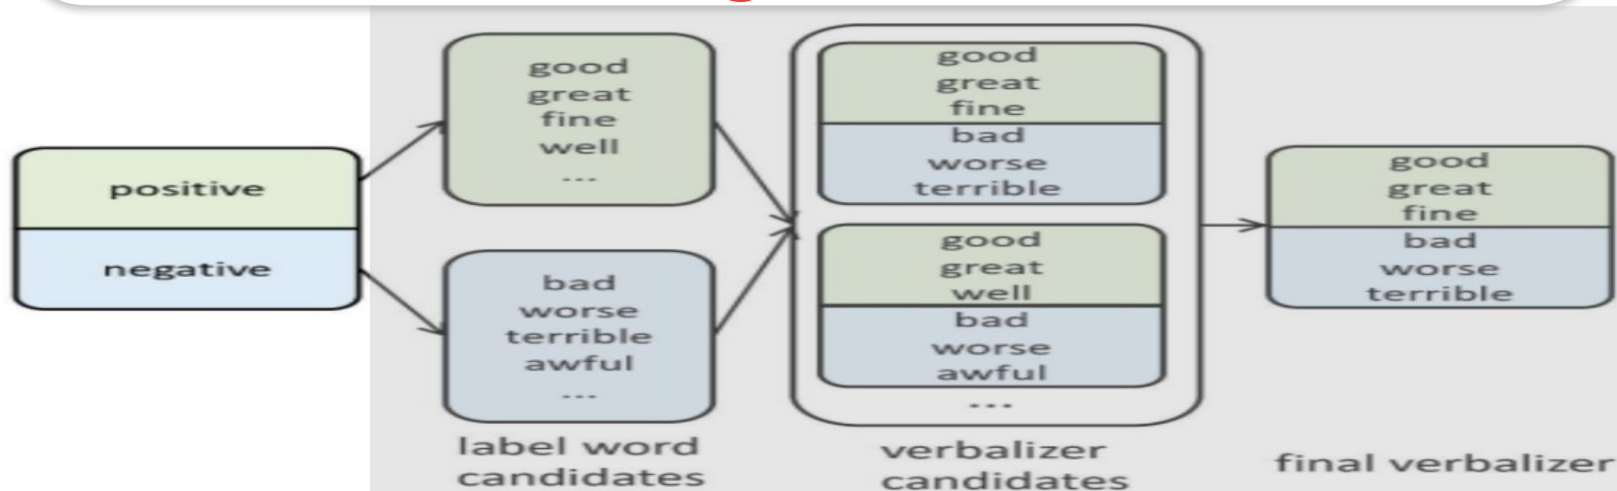 positive
negative
good
great
fine
well
...
bad
worse
terrible
awful
...
label word
candidates
good
great
fine
bad
worse
terrible
good
great
well
bad
worse
awful
...
verbalizer
candidates
good
great
fine
bad
worse
terrible
final verbalizer